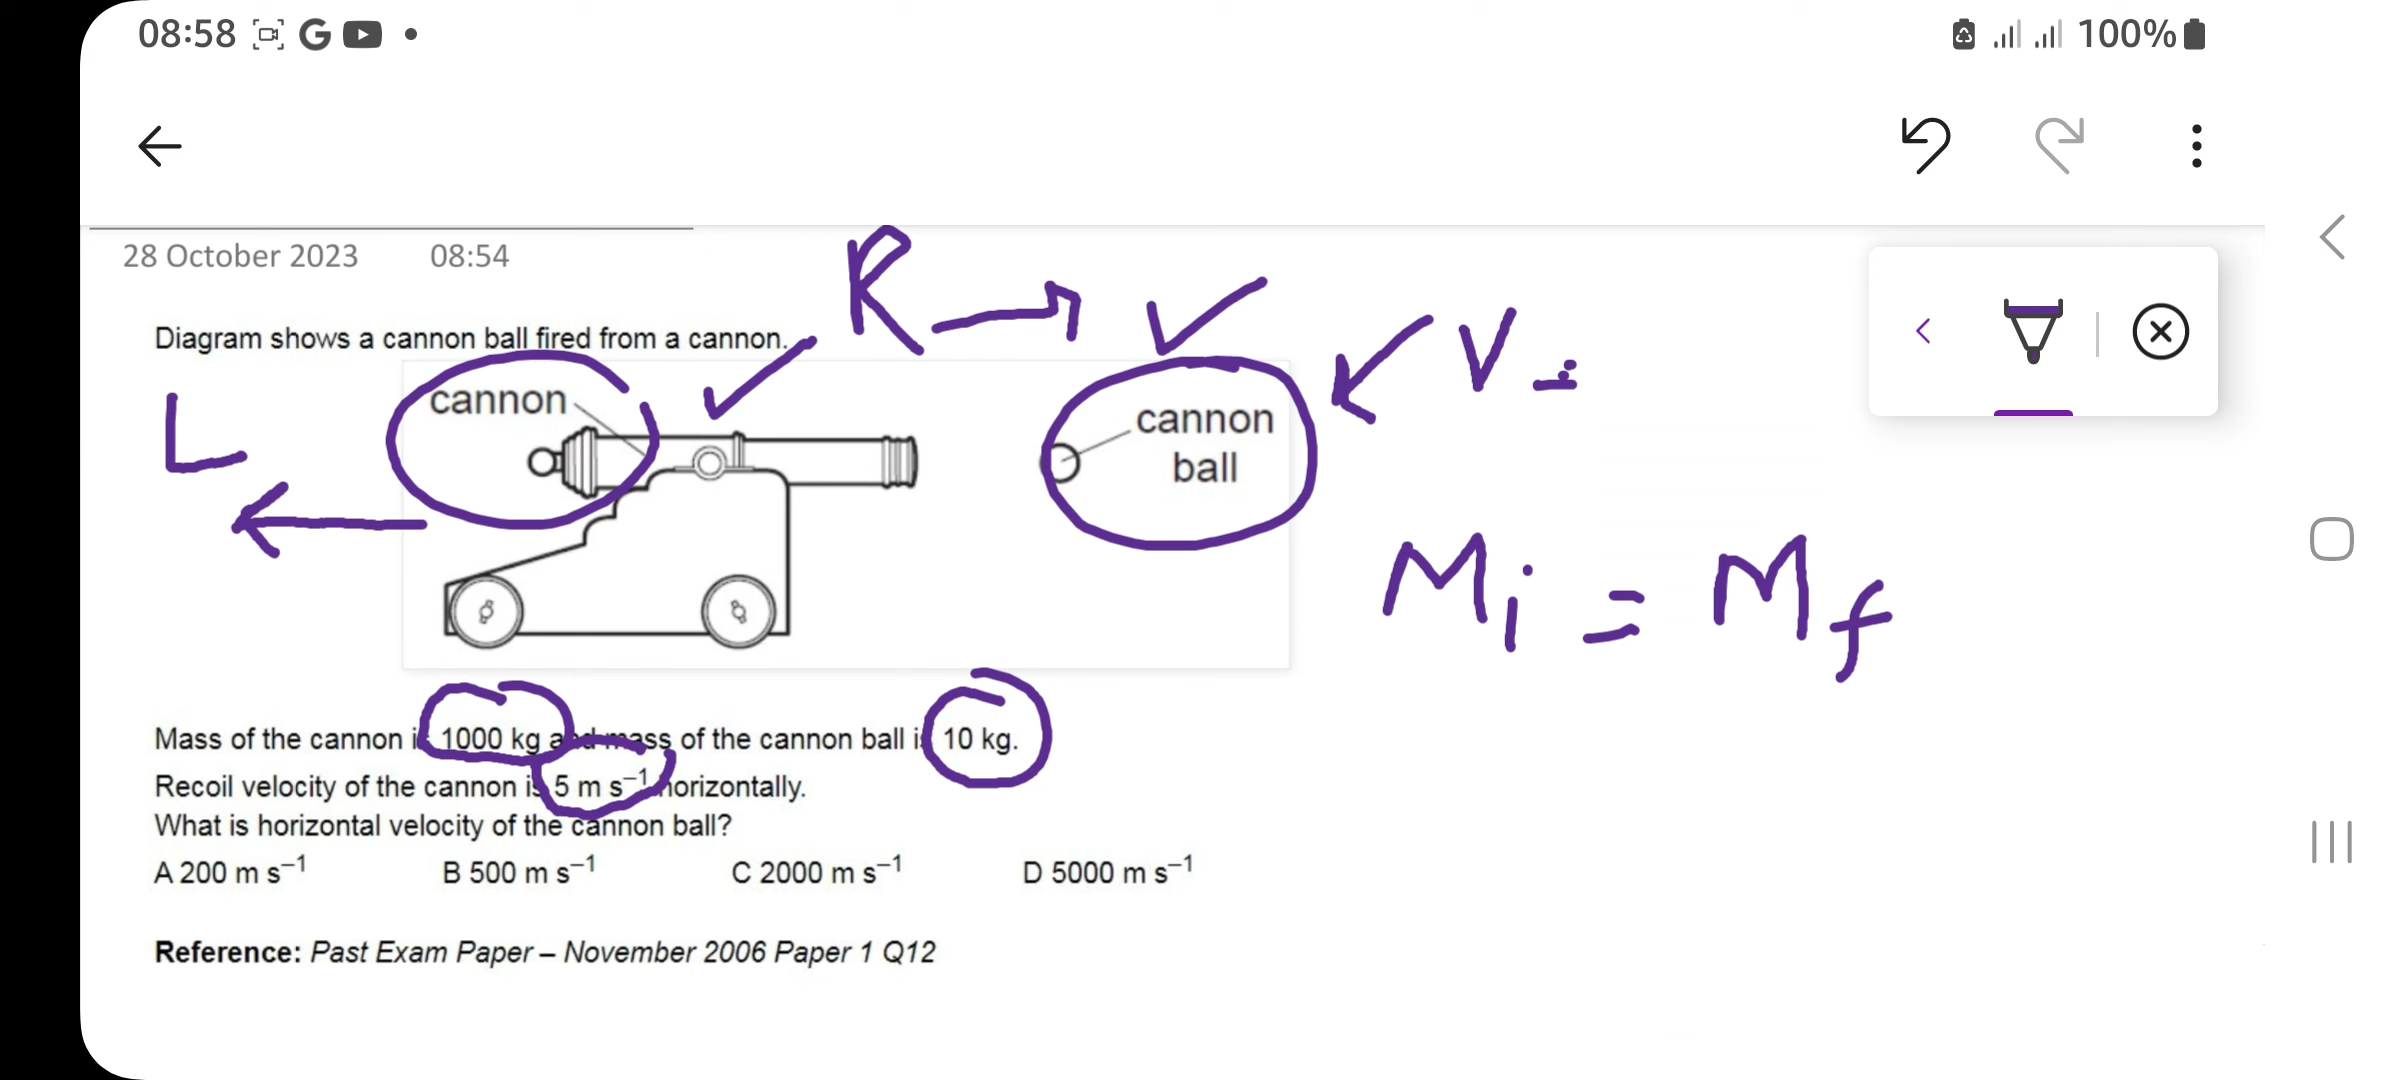 08:58 G 100%
28 October 2023 08:54
R
Diagram shows a cannon ball fired from a cannon.
L
cannon
cannon
ball
V
Mi = Mf
Mass of the cannon is 1000 kg and mass of the cannon ball is 10 kg.
Recoil velocity of the cannon is 5 m s⁻¹ horizontally.
What is horizontal velocity of the cannon ball?
A 200 m s⁻¹ B 500 m s⁻¹ C 2000 m s⁻¹ D 5000 m s⁻¹
Reference: Past Exam Paper – November 2006 Paper 1 Q12